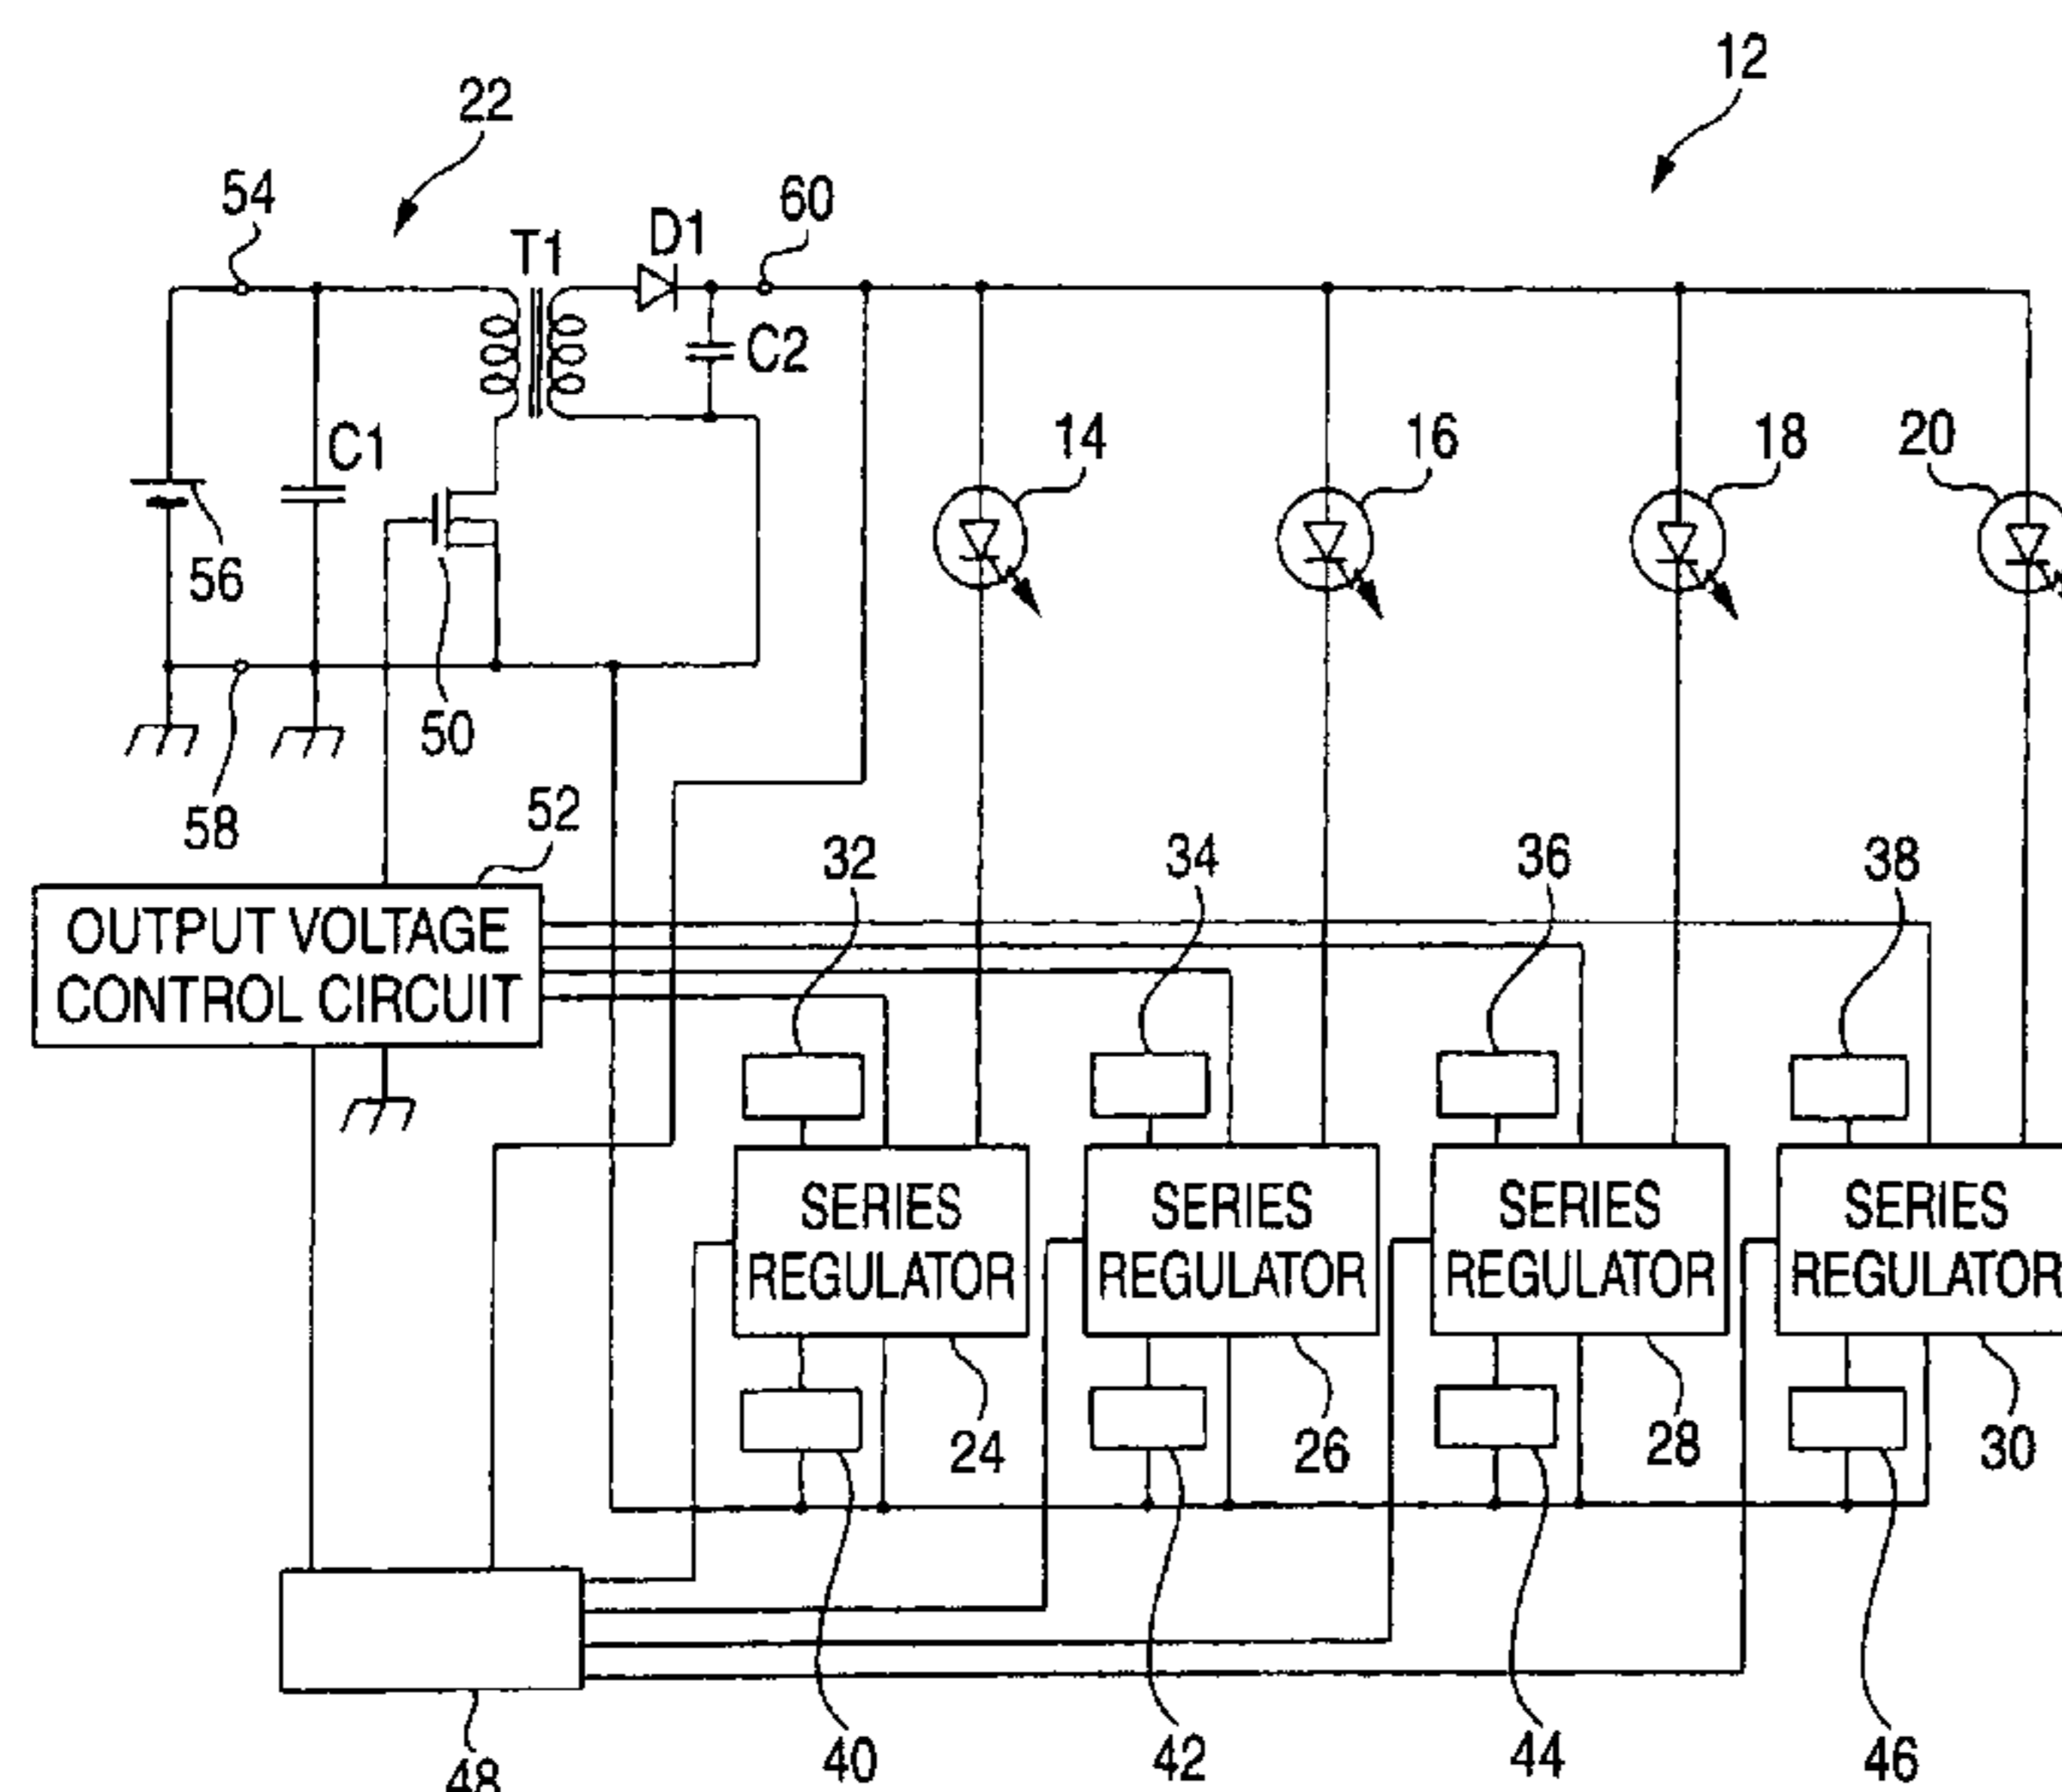 12
22
54
60
D1
T1
C2
14
16
18
20
C1
56
50
58
52
32
34
36
38
OUTPUT VOLTAGE
CONTROL CIRCUIT
SERIES
REGULATOR
SERIES
REGULATOR
SERIES
REGULATOR
SERIES
REGULATOR
24
26
28
30
48
40
42
44
46